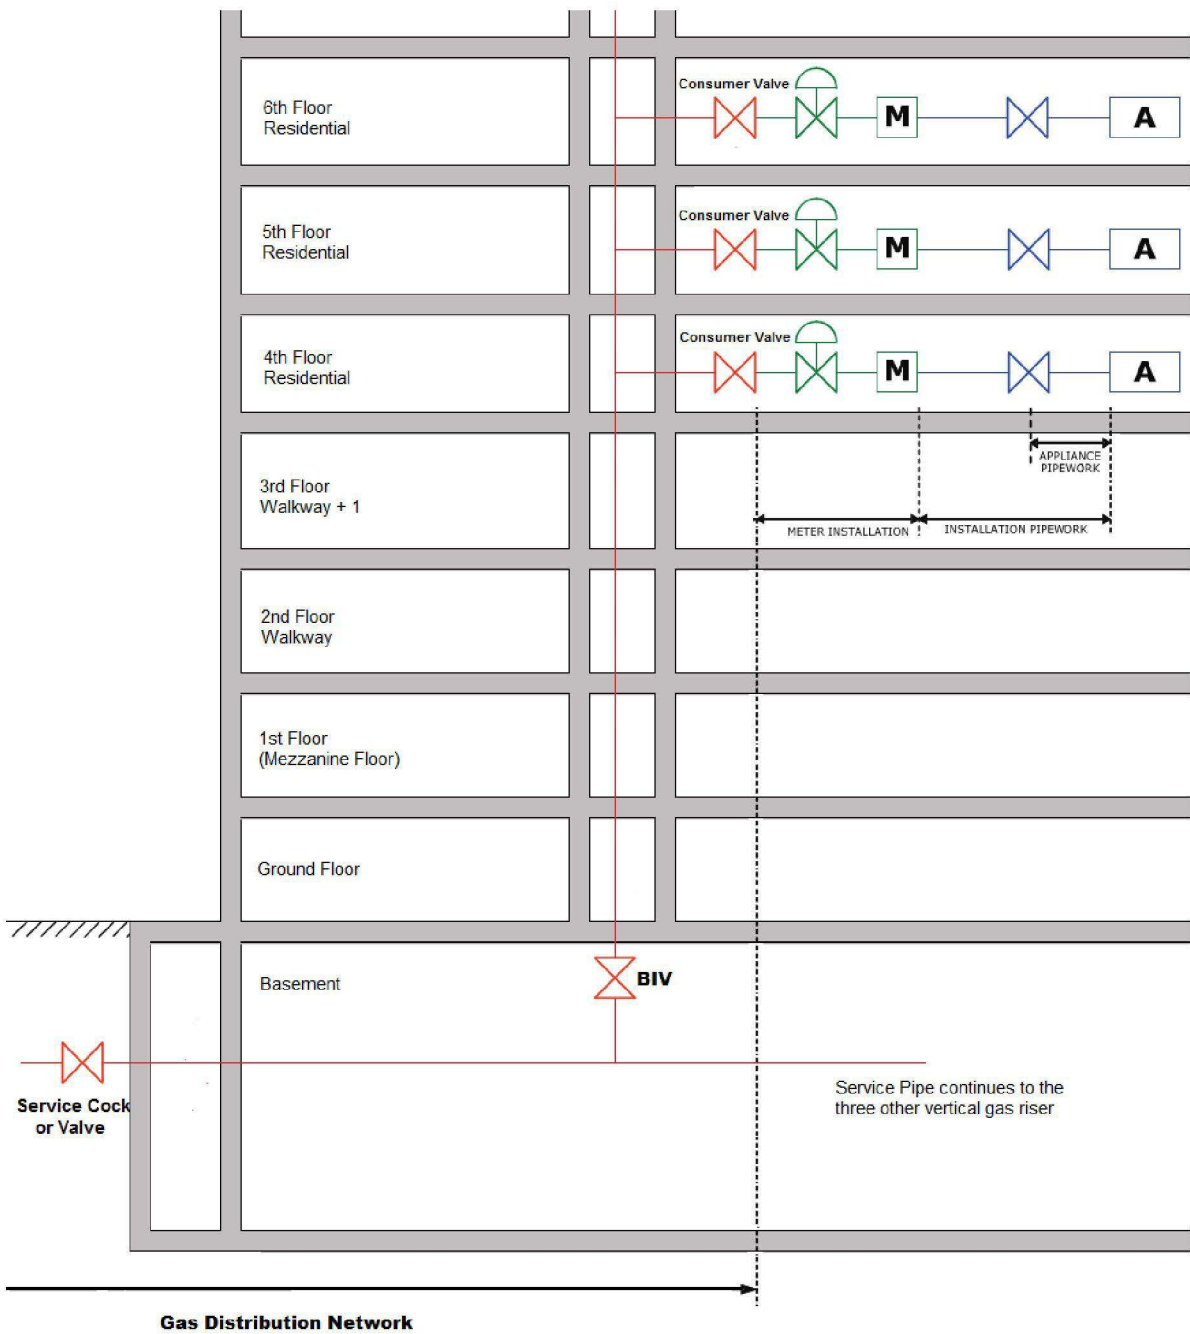 Consumer Valve
6th Floor
Residential
M
A
Consumer Valve
5th Floor
Residential
M
A
Consumer Valve
4th Floor
Residential
M
A
APPLIANCE
PIPEWORK
3rd Floor
Walkway + 1
METER INSTALLATION
INSTALLATION PIPEWORK
2nd Floor
Walkway
1st Floor
(Mezzanine Floor)
Ground Floor
Basement
BIV
Service Cock
or Valve
Service Pipe continues to the
three other vertical gas riser
Gas Distribution Network